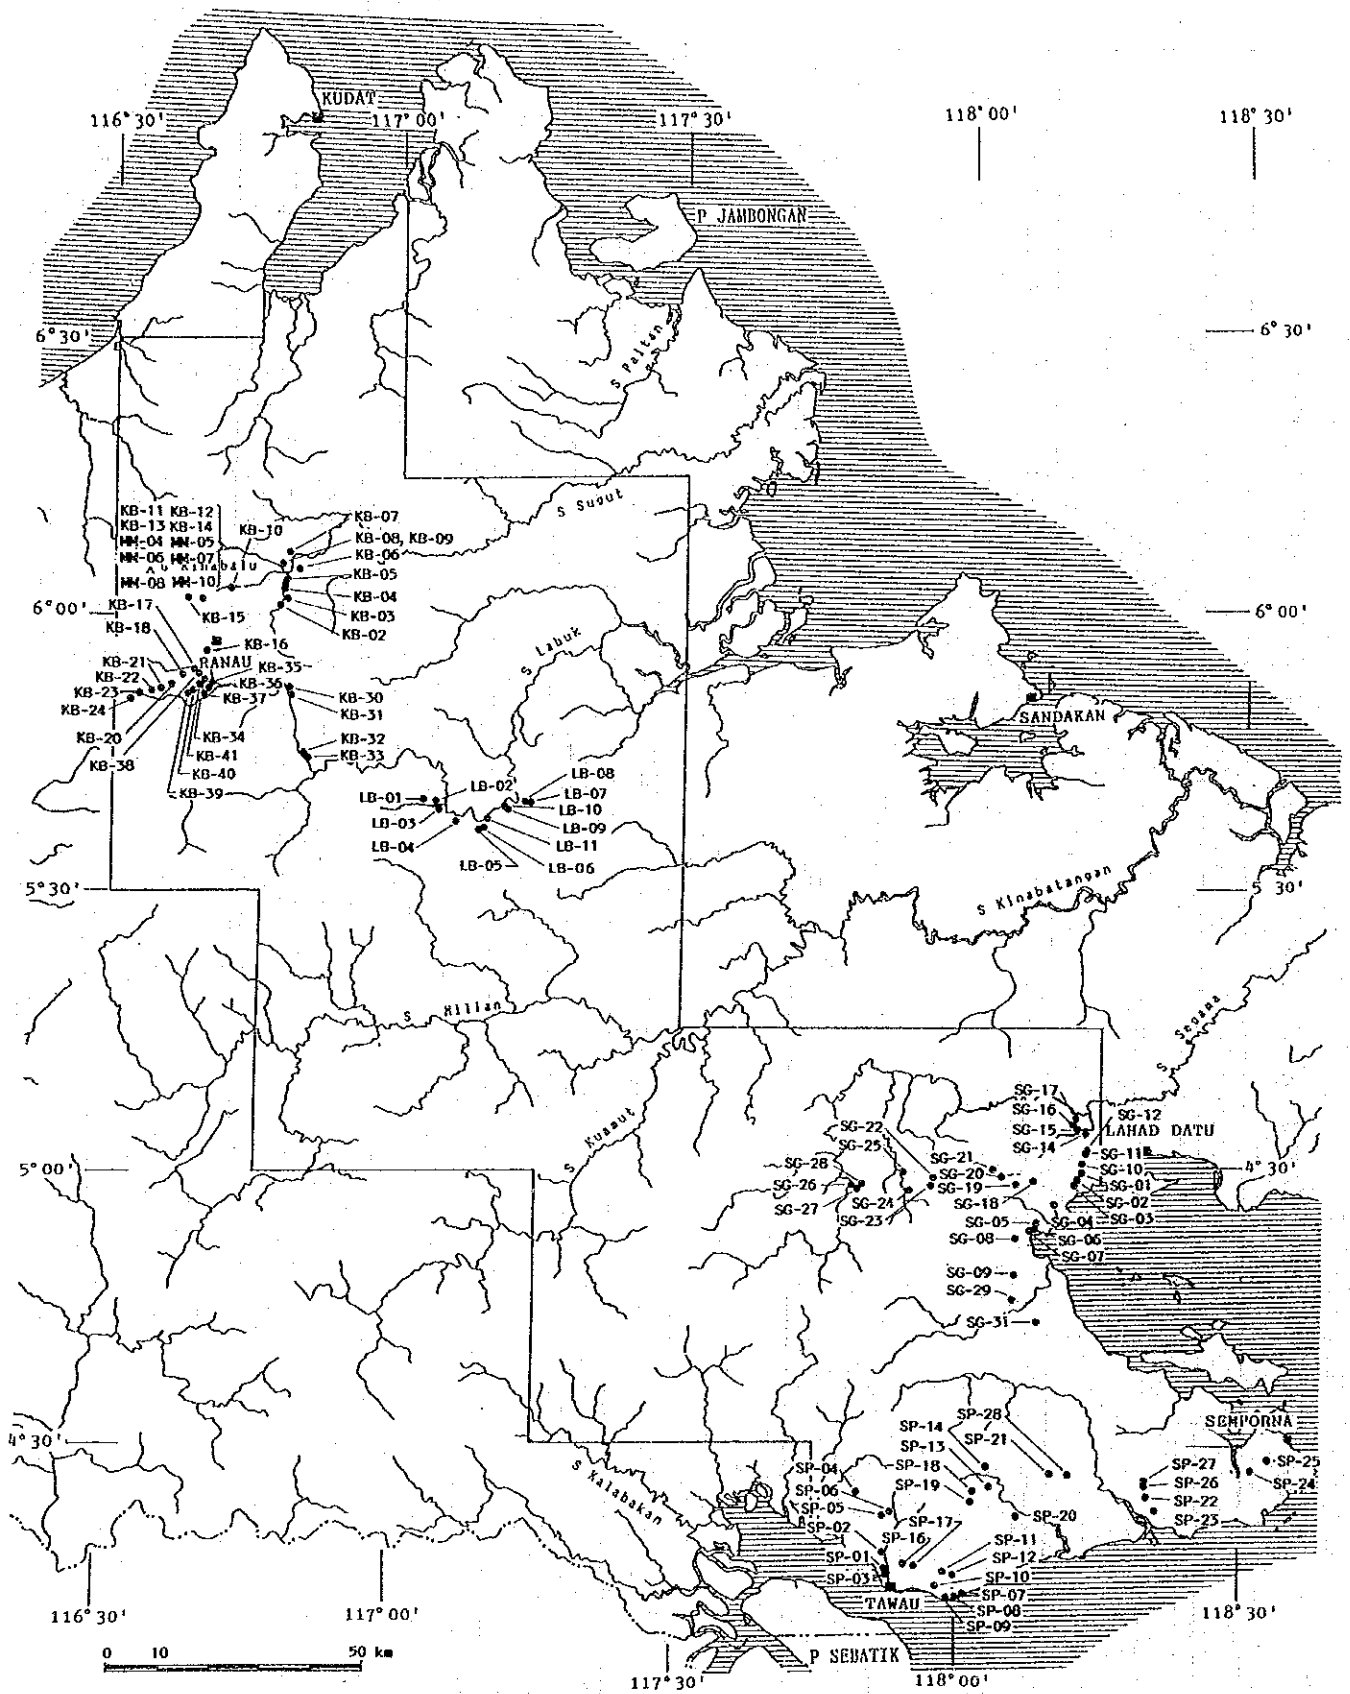 KUDAT
116°30'
117°00'
117°30'
118°00'
118°30'
P JAMBONGAN
6°30'
6°30'
S Paitan
S Sugut
KB-11 KB-12
KB-13 KB-14
MM-04 MM-05
MM-06 MM-07
MM-08 MM-10
KB-10
KB-07
KB-08, KB-09
KB-06
KB-05
KB-04
KB-03
KB-02
6°00'
6°00'
KB-17
KB-15
KB-18
KB-16
RANAU
KB-21
KB-22
KB-23
KB-24
KB-35
KB-36
KB-37
KB-30
KB-31
KB-20
KB-34
KB-38
KB-41
KB-40
KB-39
KB-32
KB-33
S Labuk
SANDAKAN
LB-01
LB-02
LB-03
LB-04
LB-05
LB-06
LB-08
LB-07
LB-10
LB-09
LB-11
5°30'
5 30'
S Kinabatangan
S Milian
S Segama
S Kuamut
SG-17
SG-16
SG-15
SG-14
SG-12
LAHAD DATU
SG-11
SG-10
SG-01
SG-02
SG-03
SG-22
SG-25
SG-21
SG-20
SG-19
SG-18
SG-28
SG-26
SG-27
SG-24
SG-23
5°00'
4°30'
SG-05
SG-04
SG-08
SG-06
SG-07
SG-09
SG-29
SG-31
SEMPORNA
4°30'
SP-28
SP-14
SP-21
SP-13
SP-04
SP-18
SP-06
SP-19
SP-05
SP-17
SP-02
SP-16
SP-27
SP-25
SP-26
SP-24
SP-22
SP-23
SP-20
SP-11
SP-12
SP-01
SP-10
SP-03
SP-07
SP-08
SP-09
S Kalabakan
TAWAU
P SEBATIK
116°30'
117°00'
117°30'
118°00'
118°30'
0 10 50 km